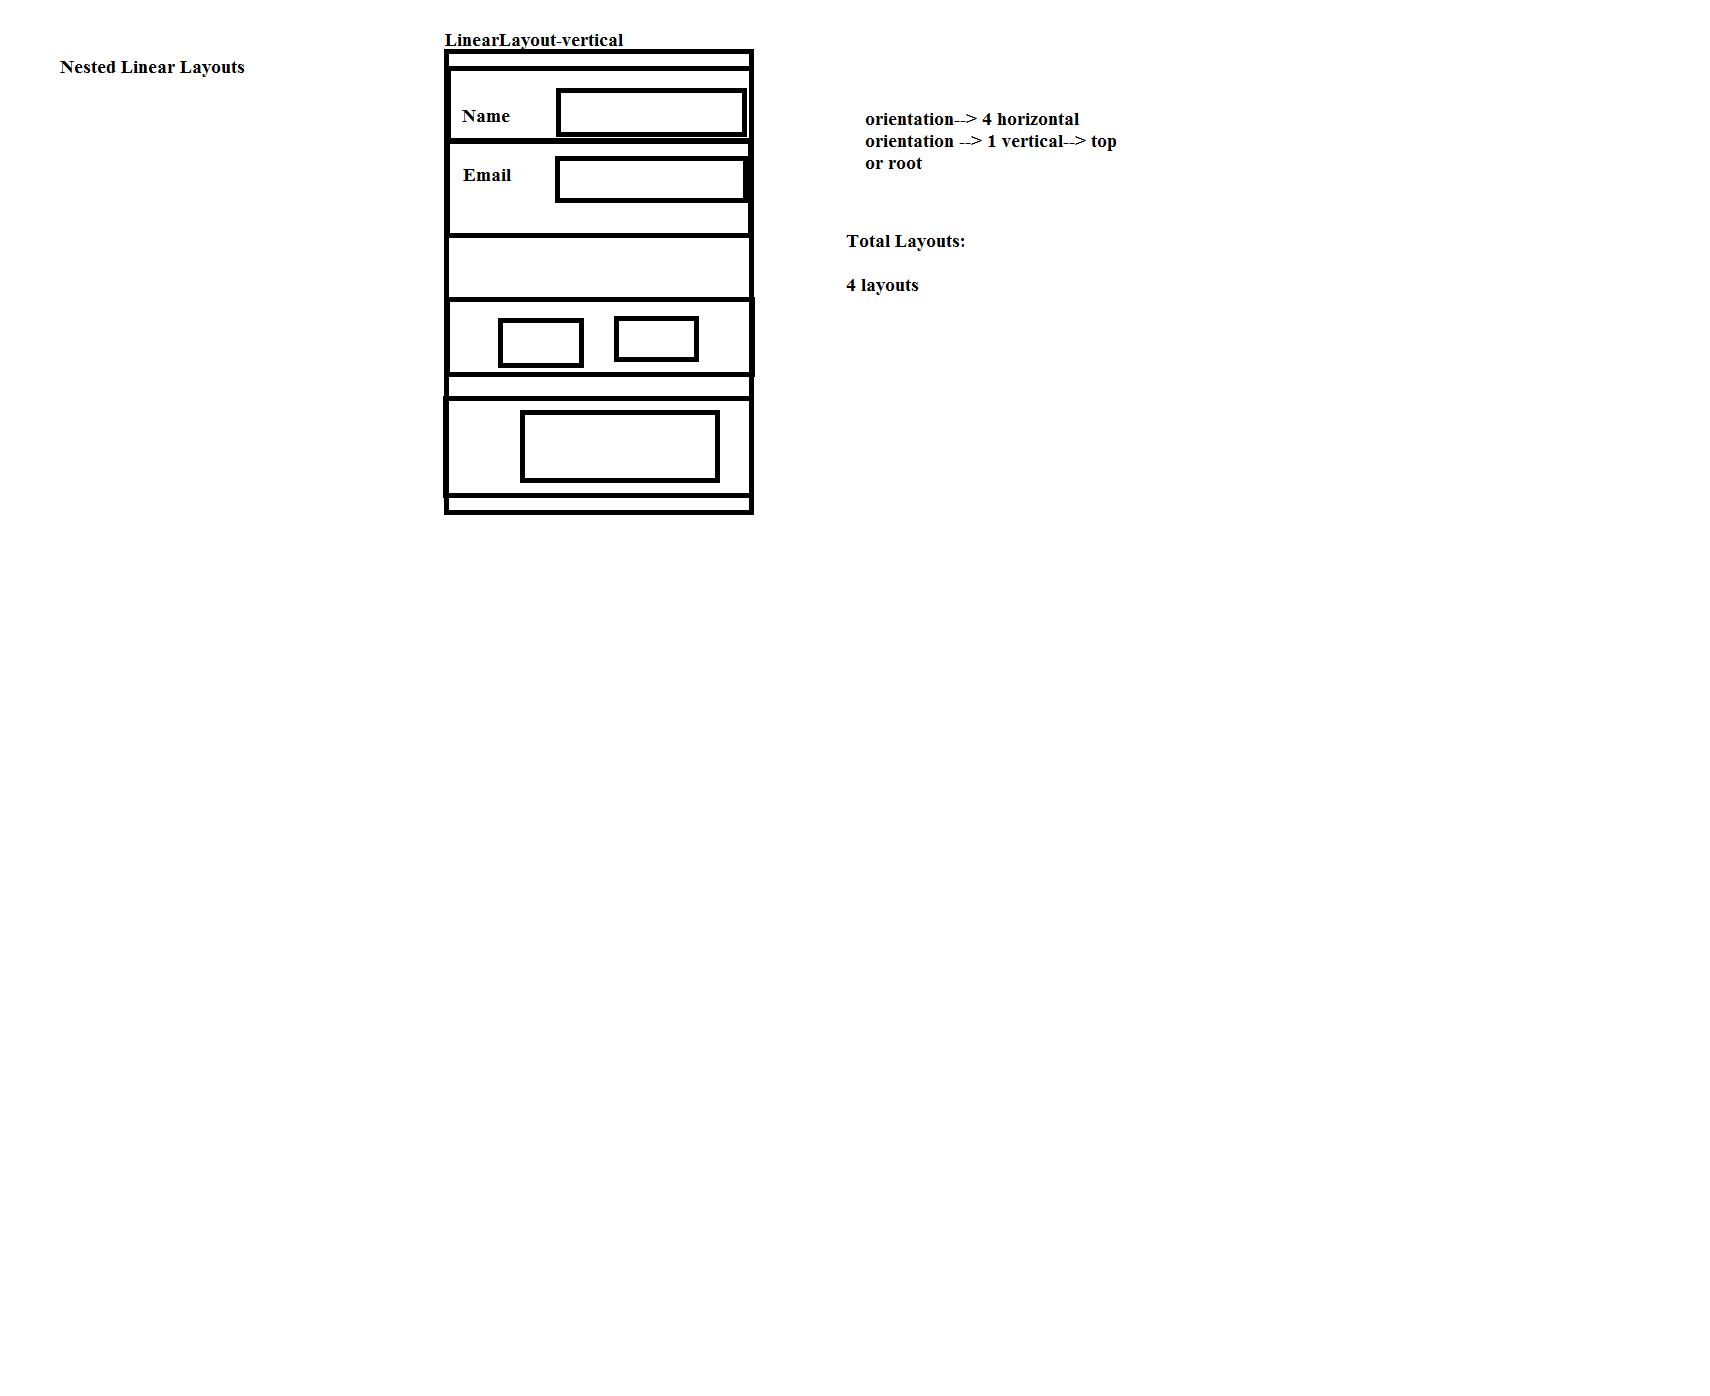 LinearLayout-vertical
Nested Linear Layouts
Name
Email
orientation--> 4 horizontal
orientation --> 1 vertical--> top
or root
Total Layouts:
4 layouts